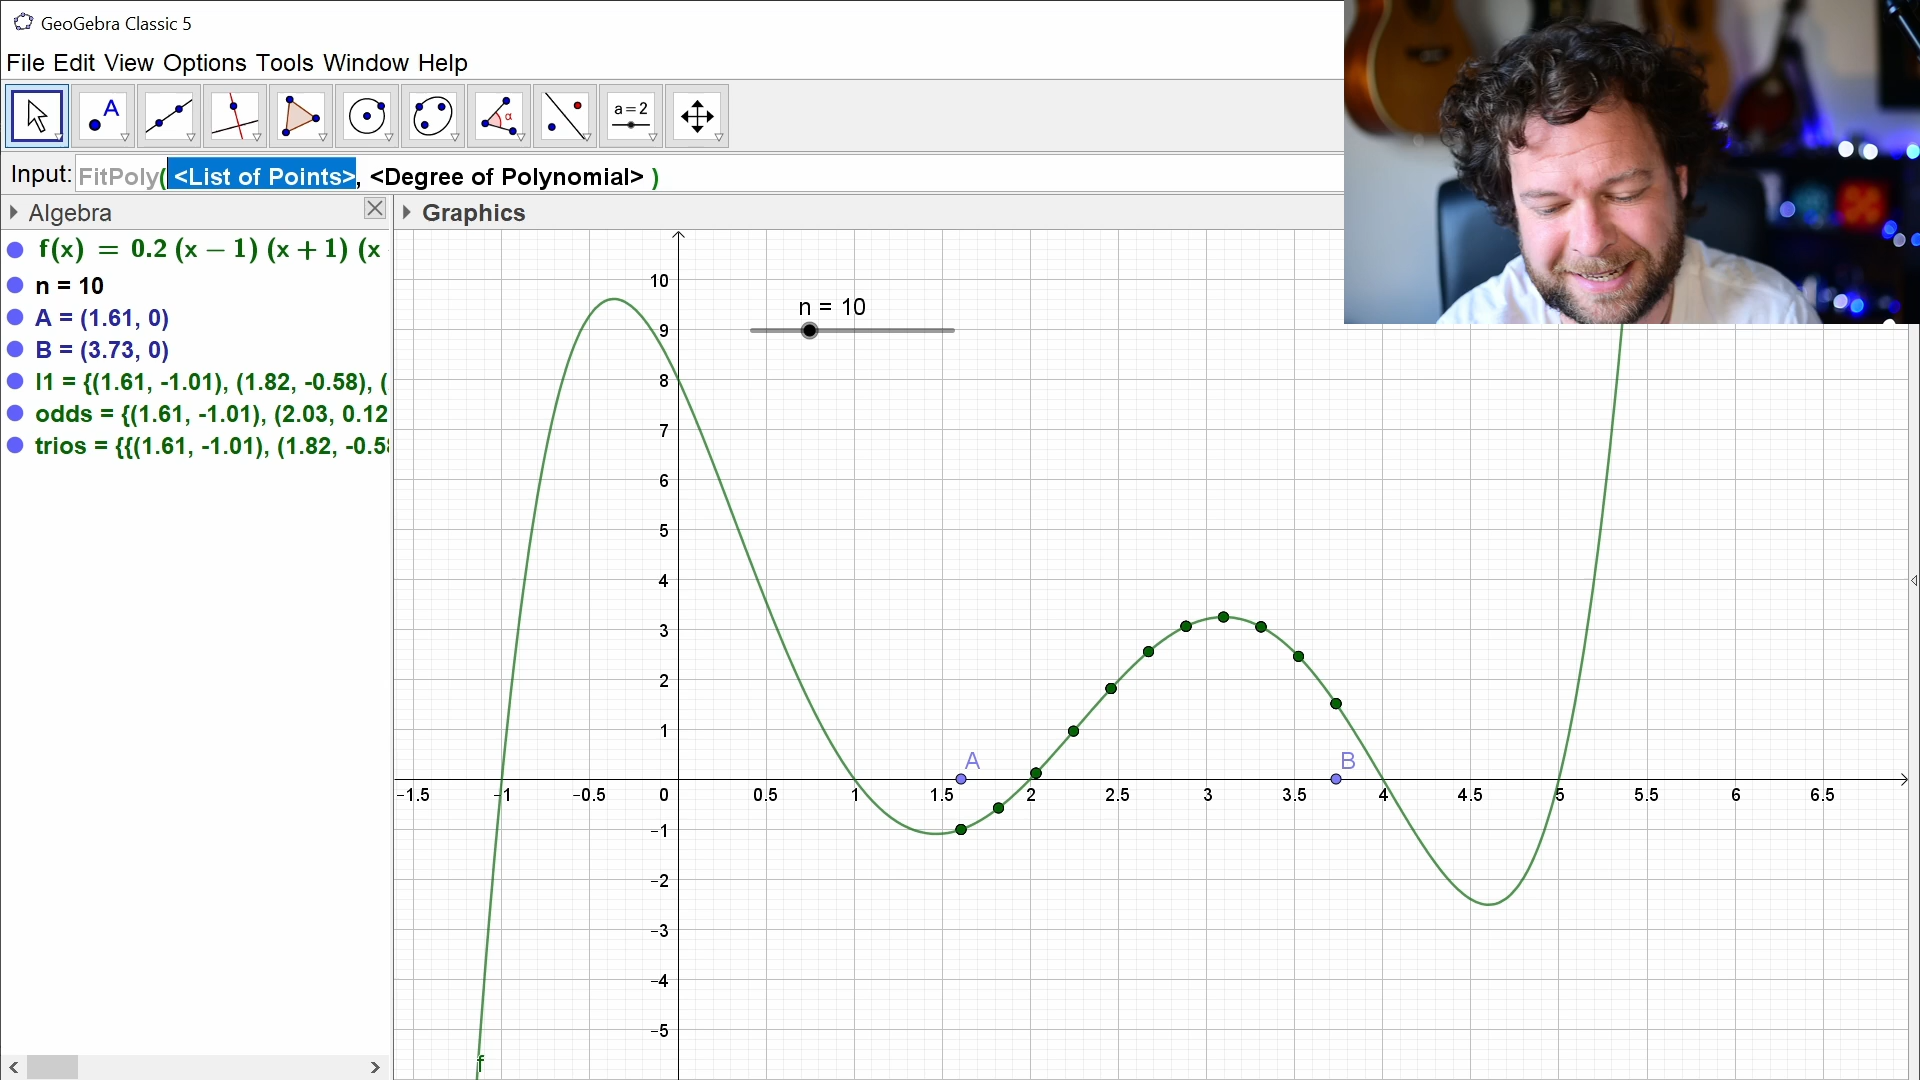 GeoGebra Classic 5
File Edit View Options Tools Window Help
A
α
a=2
Input: FitPoly( <List of Points>, <Degree of Polynomial> )
Algebra
Graphics
f(x) = 0.2 (x − 1) (x + 1) (x
n = 10
A = (1.61, 0)
B = (3.73, 0)
l1 = {(1.61, -1.01), (1.82, -0.58), (
odds = {(1.61, -1.01), (2.03, 0.12
trios = {{(1.61, -1.01), (1.82, -0.58
n = 10
10
9
8
7
6
5
4
3
2
1
A
B
−1.5 −1 −0.5 0 0.5 1 1.5 2 2.5 3 3.5 4 4.5 5 5.5 6 6.5
−1
−2
−3
−4
−5
f